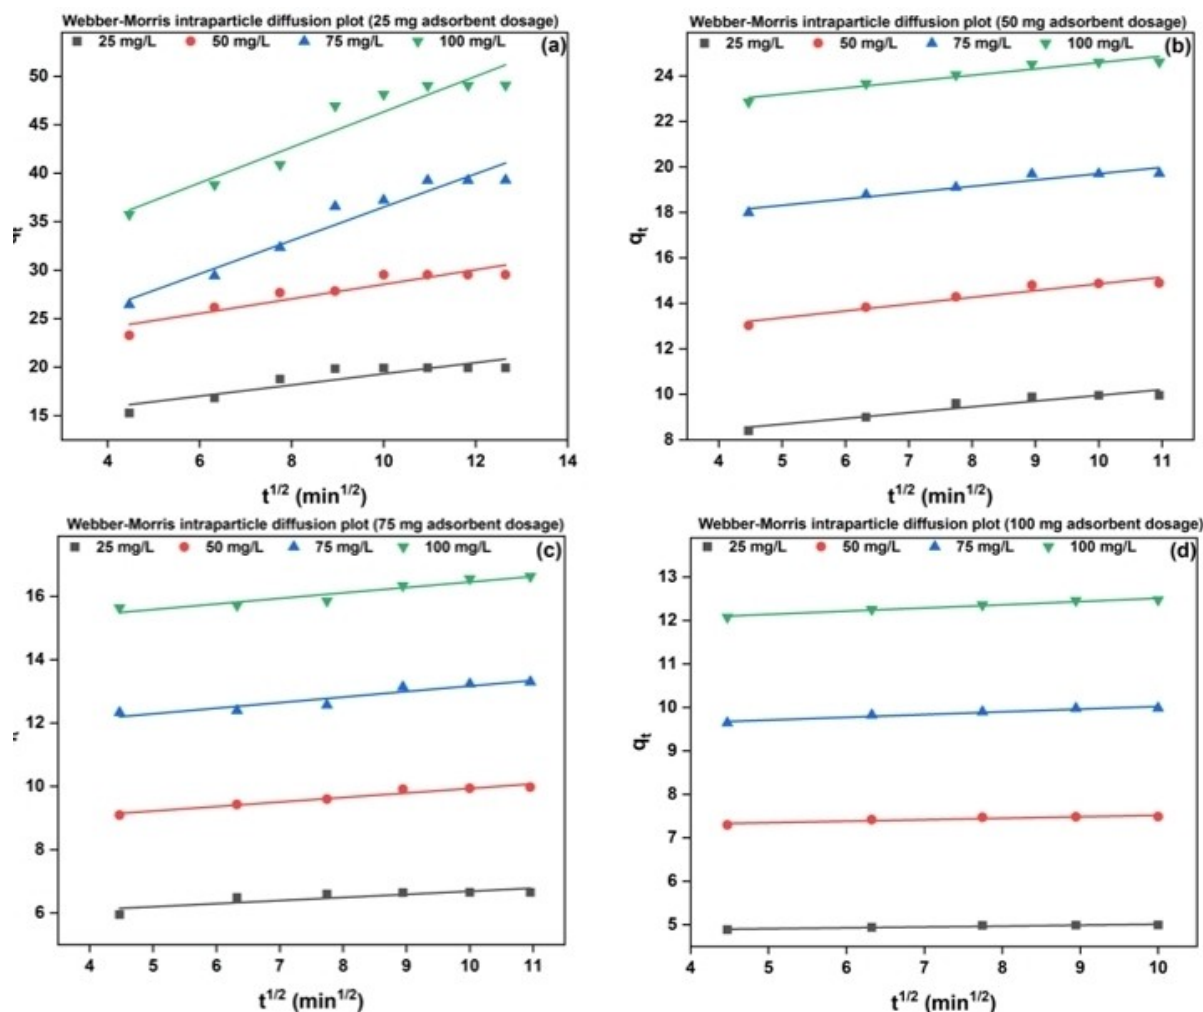 Webber-Morris intraparticle diffusion plot (25 mg adsorbent dosage)
25 mg/L 50 mg/L 75 mg/L 100 mg/L (a)
50
45
40
35
30
25
20
15
4 6 8 10 12 14
t1/2 (min1/2)
Webber-Morris intraparticle diffusion plot (50 mg adsorbent dosage)
25 mg/L 50 mg/L 75 mg/L 100 mg/L (b)
24
22
20
18
qt
16
14
12
10
8
4 5 6 7 8 9 10 11
t1/2 (min1/2)
Webber-Morris intraparticle diffusion plot (75 mg adsorbent dosage)
25 mg/L 50 mg/L 75 mg/L 100 mg/L (c)
16
14
12
10
8
6
4 5 6 7 8 9 10 11
t1/2 (min1/2)
Webber-Morris intraparticle diffusion plot (100 mg adsorbent dosage)
25 mg/L 50 mg/L 75 mg/L 100 mg/L (d)
13
12
11
10
qt
9
8
7
6
5
4 5 6 7 8 9 10
t1/2 (min1/2)